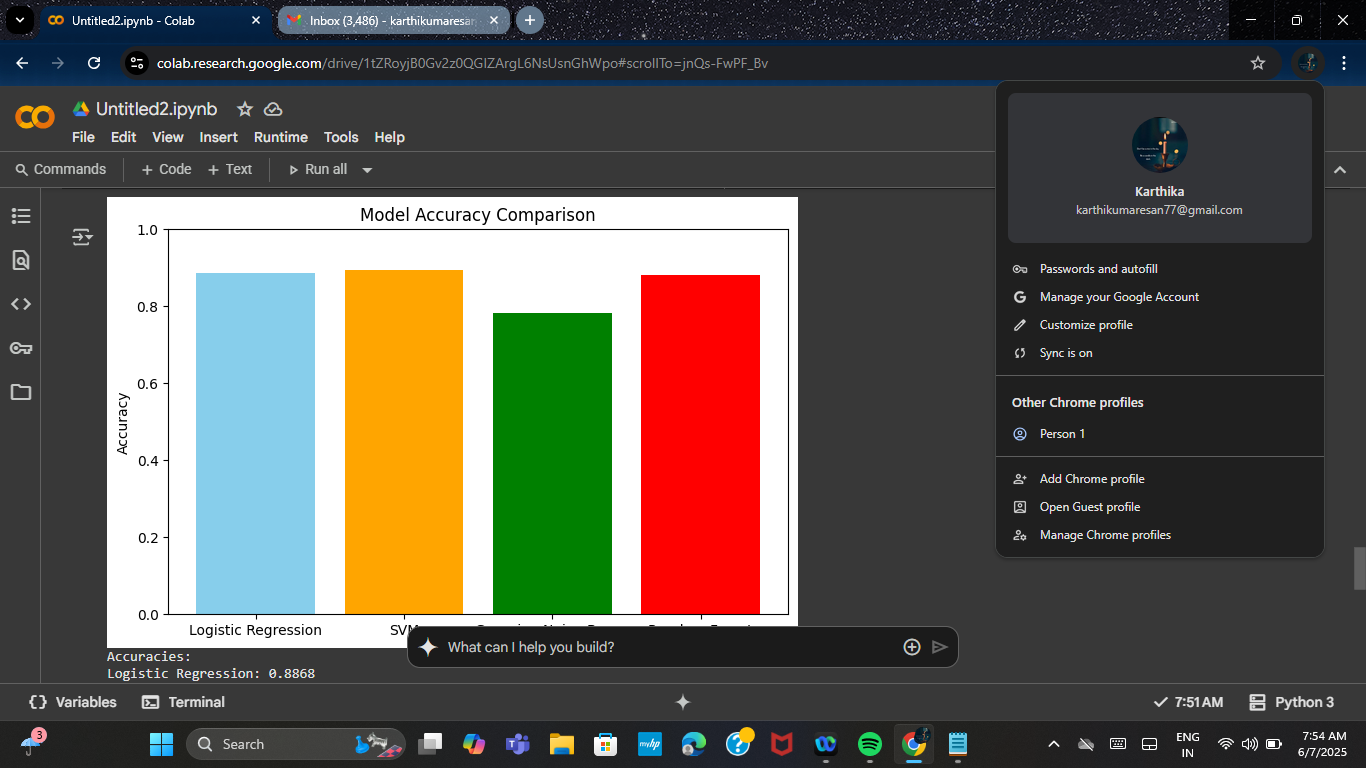 Untitled2.ipynb - Colab
Inbox (3,486) - karthikumaresan
colab.research.google.com/drive/1tZRoyjB0Gv2z0QGIZArgL6NsUsnGhWpo#scrollTo=jnQs-FwPF_Bv
Untitled2.ipynb
File Edit View Insert Runtime Tools Help
Commands + Code + Text Run all
Karthika
karthikumaresan77@gmail.com
Passwords and autofill
Manage your Google Account
Customize profile
Sync is on
Other Chrome profiles
Person 1
Add Chrome profile
Open Guest profile
Manage Chrome profiles
Model Accuracy Comparison
1.0
0.8
0.6
0.4
0.2
0.0
Accuracy
Logistic Regression
SVM
What can I help you build?
Accuracies:
Logistic Regression: 0.8868
{} Variables
Terminal
7:51 AM
Python 3
3
Search
myhp
ENG
IN
7:54 AM
6/7/2025